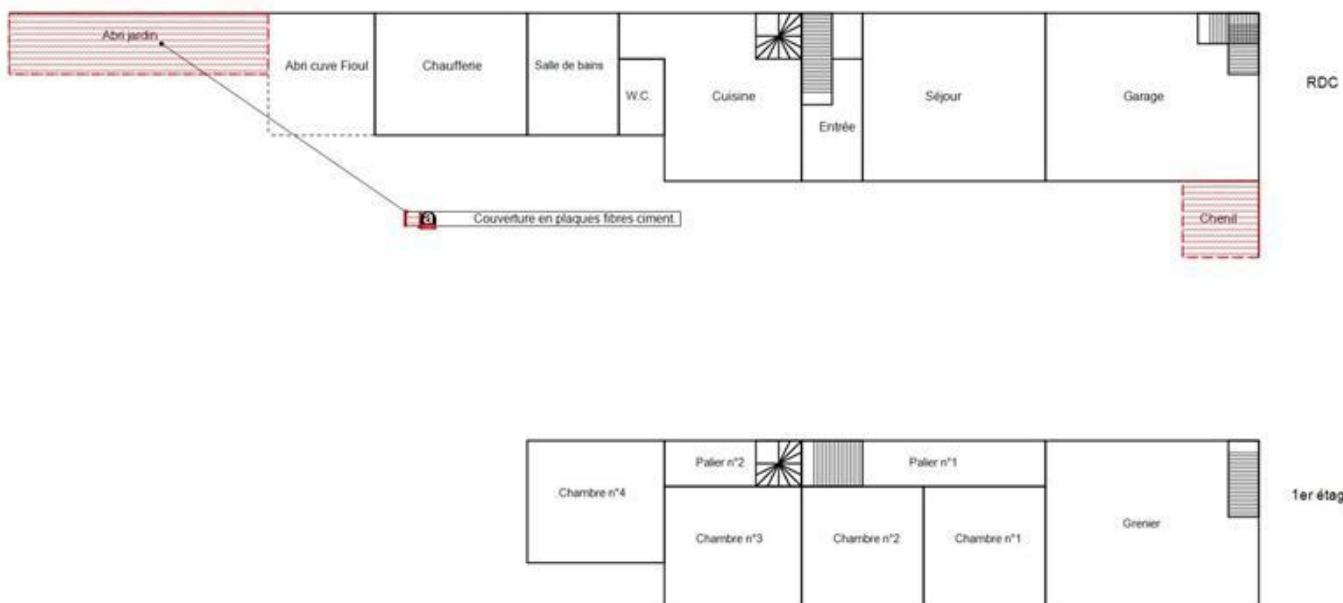 Abri jardin
Abri cuve Fioul
Chaufferie
Salle de bains
W.C.
Cuisine
Entrée
Séjour
Garage
RDC
a
Couverture en plaques fibres ciment.
Chenil
Palier n°2
Palier n°1
Chambre n°4
Chambre n°3
Chambre n°2
Chambre n°1
Grenier
1er étag